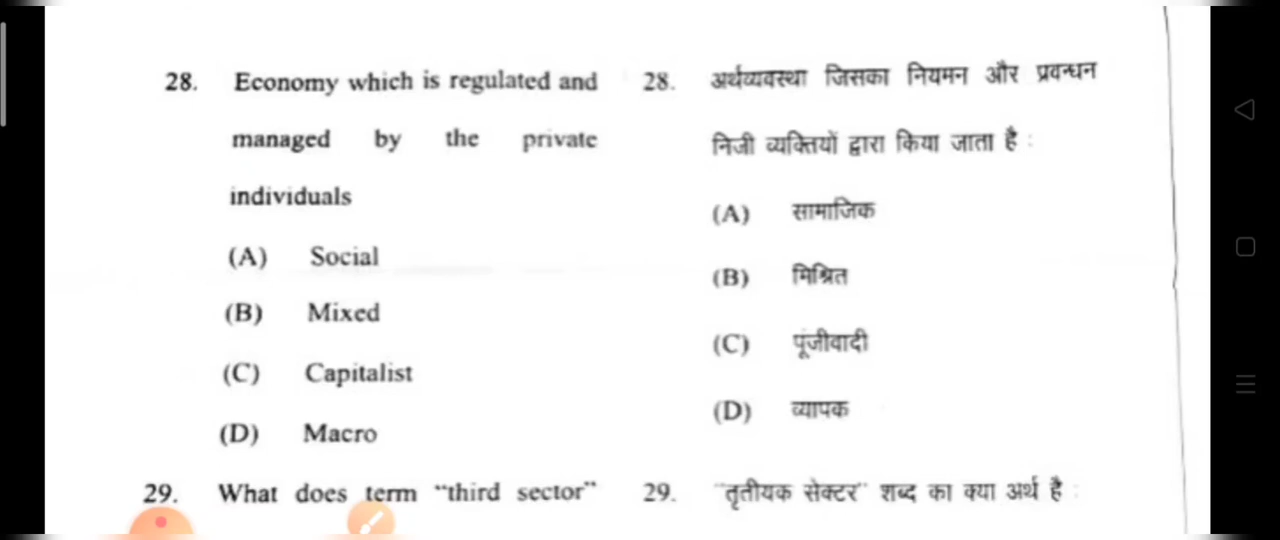 28. Economy which is regulated and
managed by the private
individuals
(A) Social
(B) Mixed
(C) Capitalist
(D) Macro
29. What does term “third sector”
28. अर्थव्यवस्था जिसका नियमन और प्रवन्धन
निजी व्यक्तियों द्वारा किया जाता है :
(A) सामाजिक
(B) मिश्रित
(C) पूंजीवादी
(D) व्यापक
29. “तृतीयक सेक्टर” शब्द का क्या अर्थ है :